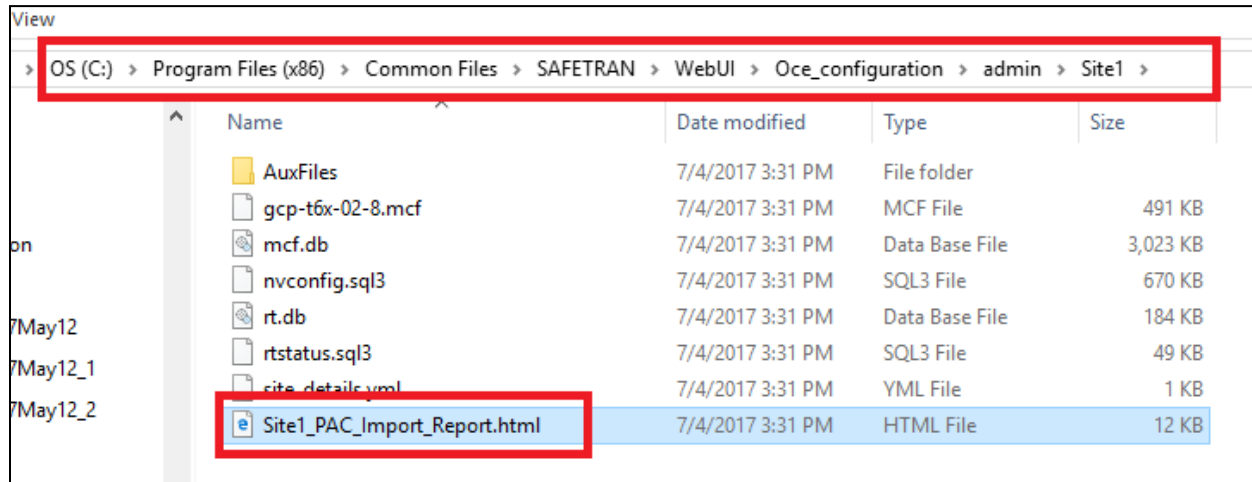 View
> OS (C:) > Program Files (x86) > Common Files > SAFETRAN > WebUI > Oce_configuration > admin > Site1 >
Name Date modified Type Size
AuxFiles 7/4/2017 3:31 PM File folder
gcp-t6x-02-8.mcf 7/4/2017 3:31 PM MCF File 491 KB
on mcf.db 7/4/2017 3:31 PM Data Base File 3,023 KB
nvconfig.sql3 7/4/2017 3:31 PM SQL3 File 670 KB
7May12 rt.db 7/4/2017 3:31 PM Data Base File 184 KB
7May12_1 rtstatus.sql3 7/4/2017 3:31 PM SQL3 File 49 KB
site_details.yml 7/4/2017 3:31 PM YML File 1 KB
7May12_2 Site1_PAC_Import_Report.html 7/4/2017 3:31 PM HTML File 12 KB